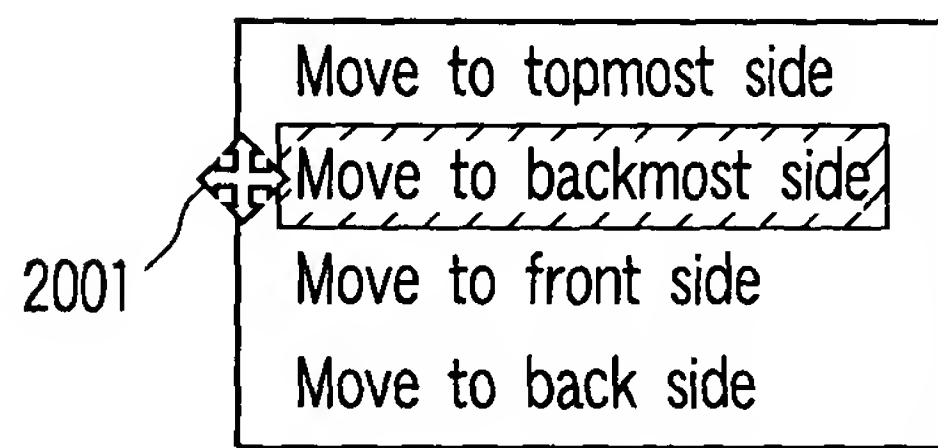 Move to topmost side
Move to backmost side
2001
Move to front side
Move to back side